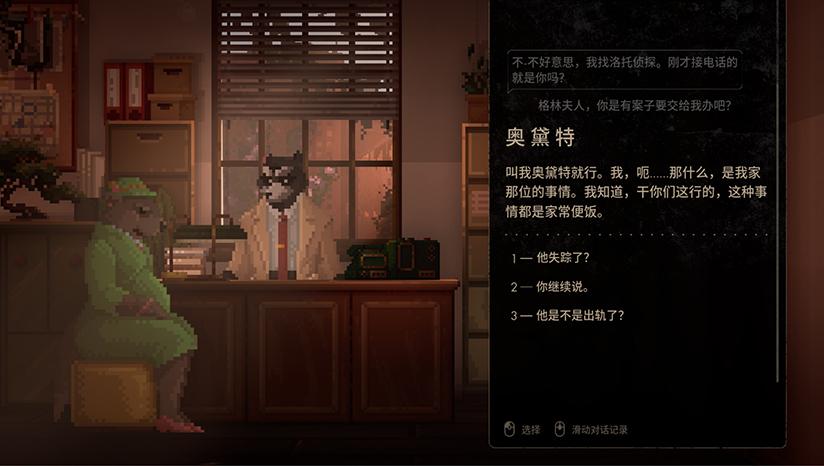 不-不好意思，我找洛托侦探。刚才接电话的
就是你吗？
格林夫人，你是有案子要交给我办吧？
奥黛特
叫我奥黛特就行。我，呃……那什么，是我家
那位的事情。我知道，干你们这行的，这种事
情都是家常便饭。
1 — 他失踪了？
2 — 你继续说。
3 — 他是不是出轨了？
选择 滑动对话记录